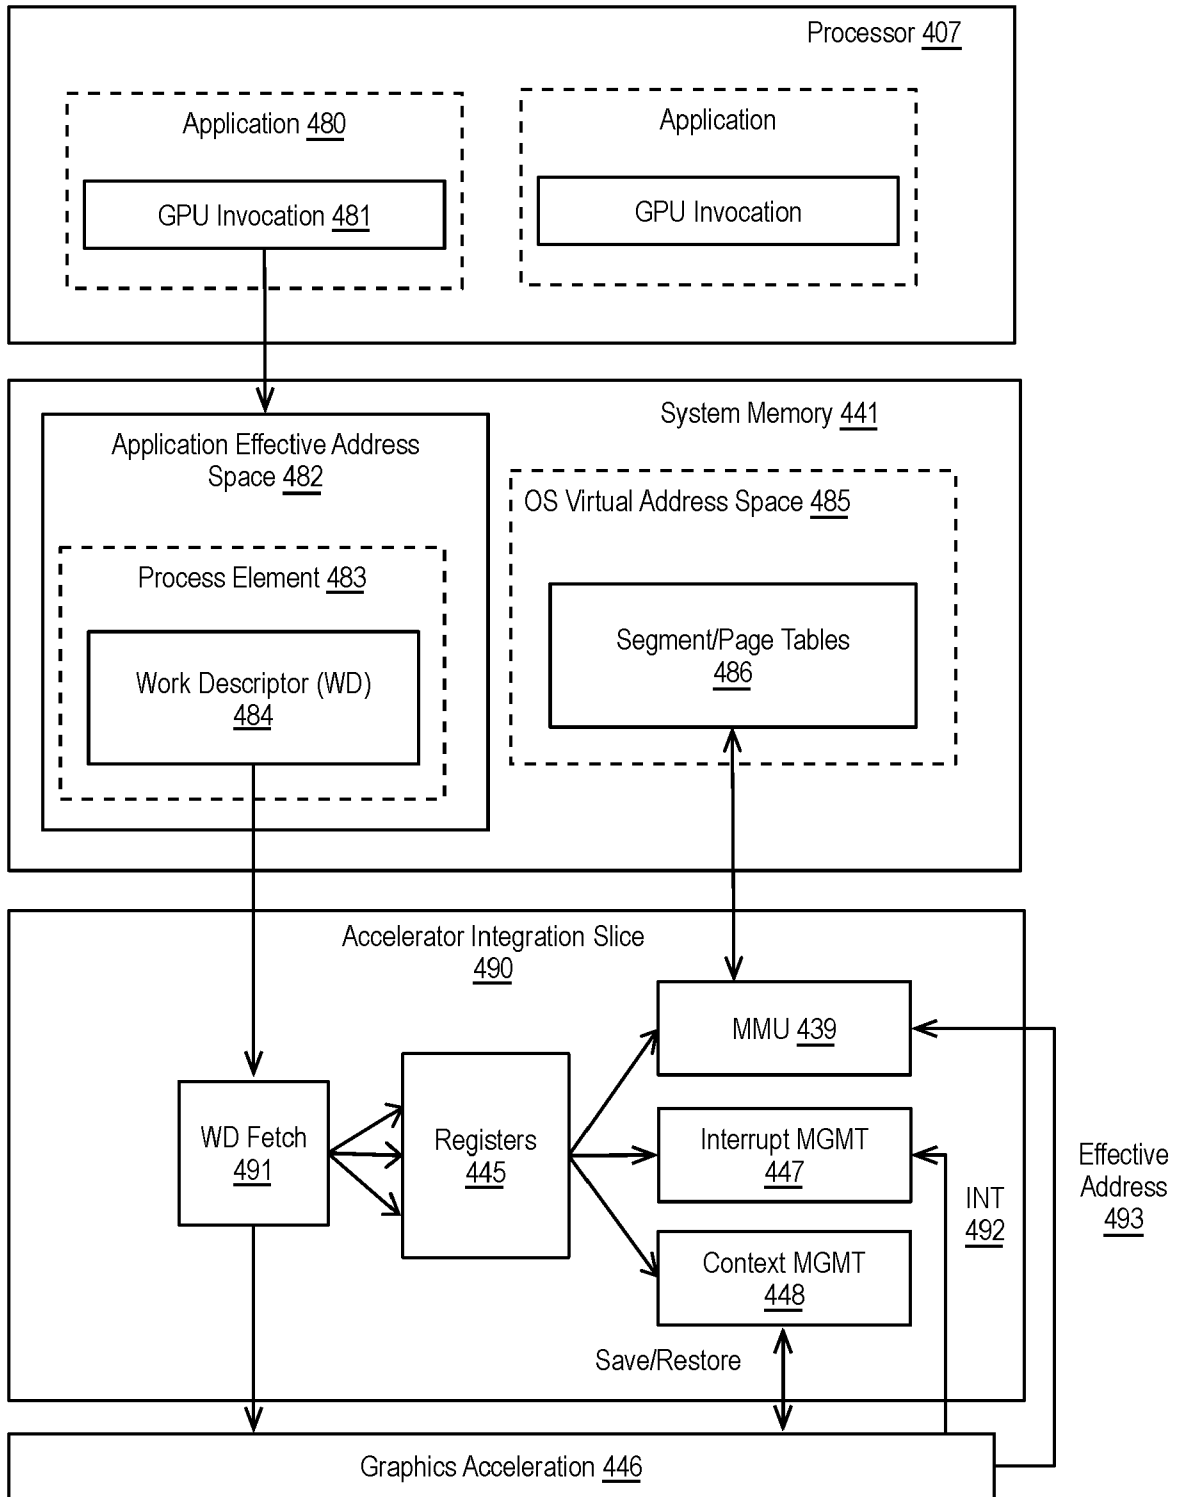 Processor 407
Application 480
GPU Invocation 481
Application
GPU Invocation
System Memory 441
Application Effective Address
Space 482
Process Element 483
Work Descriptor (WD)
484
OS Virtual Address Space 485
Segment/Page Tables
486
Accelerator Integration Slice
490
WD Fetch
491
Registers
445
MMU 439
Interrupt MGMT
447
Context MGMT
448
Save/Restore
INT
492
Effective
Address
493
Graphics Acceleration 446